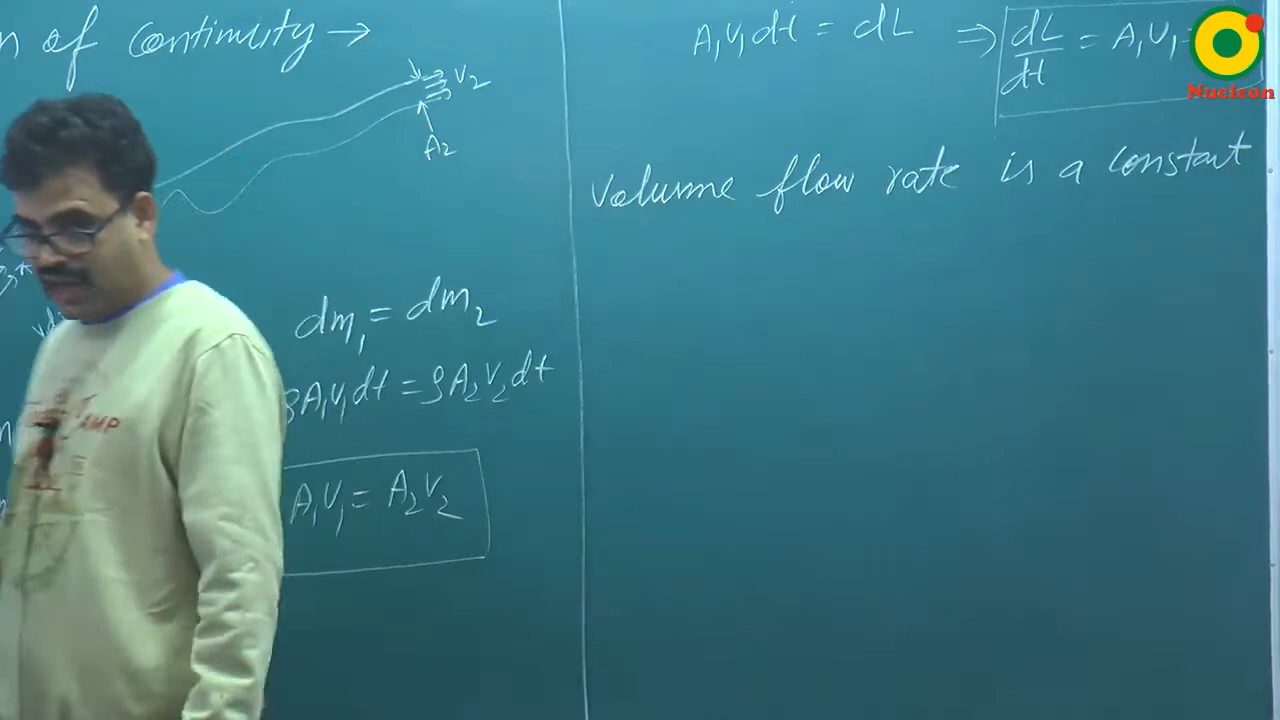 n of continuity →
V₂
A₂
dm₁ = dm₂
ρA₁V₁dt = ρA₂V₂dt
A₁V₁ = A₂V₂
A₁V₁dt = dL ⇒ dL/dt = A₁V₁ =
Volume flow rate is a constant
Nucleon